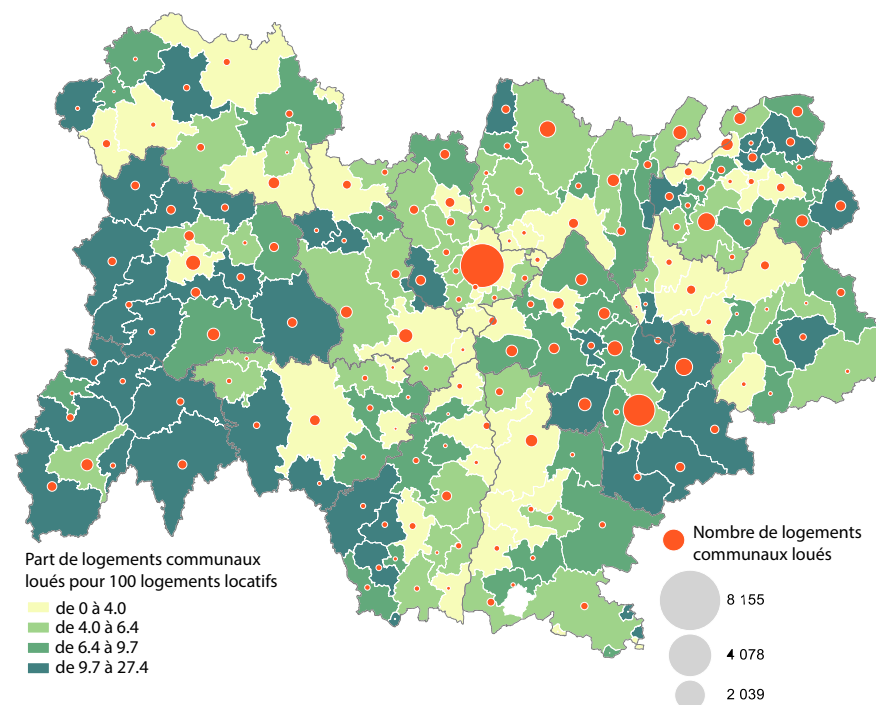 Part de logements communaux
loués pour 100 logements locatifs
de 0 à 4.0
de 4.0 à 6.4
de 6.4 à 9.7
de 9.7 à 27.4
Nombre de logements
communaux loués
8 155
4 078
2 039